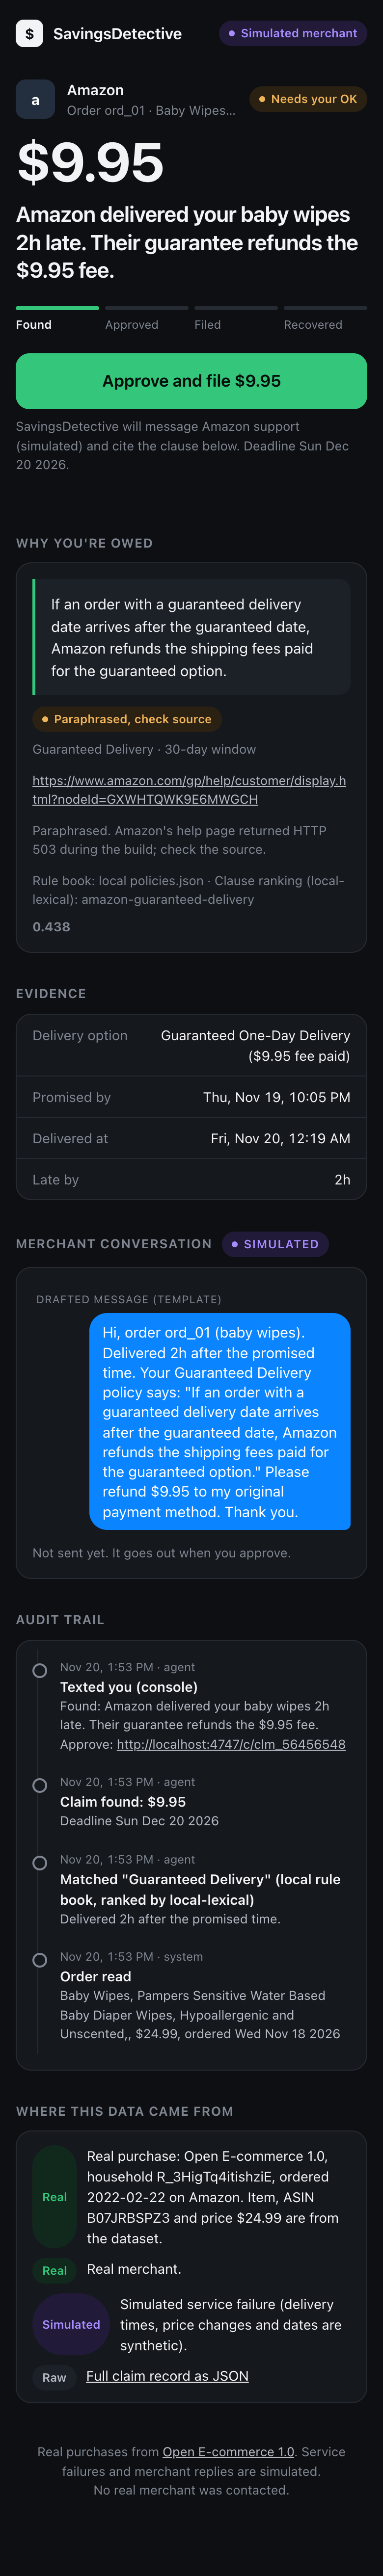 $ SavingsDetective
Simulated merchant
a
Amazon
Order ord_01 · Baby Wipes...
Needs your OK
$9.95
Amazon delivered your baby wipes
2h late. Their guarantee refunds the
$9.95 fee.
Found Approved Filed Recovered
Approve and file $9.95
SavingsDetective will message Amazon support
(simulated) and cite the clause below. Deadline Sun Dec
20 2026.
WHY YOU'RE OWED
If an order with a guaranteed delivery
date arrives after the guaranteed date,
Amazon refunds the shipping fees paid
for the guaranteed option.
Paraphrased, check source
Guaranteed Delivery · 30-day window
https://www.amazon.com/gp/help/customer/display.h
tml?nodeId=GXWHTQWK9E6MWGCH
Paraphrased. Amazon's help page returned HTTP
503 during the build; check the source.
Rule book: local policies.json · Clause ranking (local-
lexical): amazon-guaranteed-delivery
0.438
EVIDENCE
Delivery option Guaranteed One-Day Delivery
($9.95 fee paid)
Promised by Thu, Nov 19, 10:05 PM
Delivered at Fri, Nov 20, 12:19 AM
Late by 2h
MERCHANT CONVERSATION SIMULATED
DRAFTED MESSAGE (TEMPLATE)
Hi, order ord_01 (baby wipes).
Delivered 2h after the promised
time. Your Guaranteed Delivery
policy says: "If an order with a
guaranteed delivery date arrives
after the guaranteed date, Amazon
refunds the shipping fees paid for
the guaranteed option." Please
refund $9.95 to my original
payment method. Thank you.
Not sent yet. It goes out when you approve.
AUDIT TRAIL
Nov 20, 1:53 PM · agent
Texted you (console)
Found: Amazon delivered your baby wipes 2h
late. Their guarantee refunds the $9.95 fee.
Approve: http://localhost:4747/c/clm_56456548
Nov 20, 1:53 PM · agent
Claim found: $9.95
Deadline Sun Dec 20 2026
Nov 20, 1:53 PM · agent
Matched "Guaranteed Delivery" (local rule
book, ranked by local-lexical)
Delivered 2h after the promised time.
Nov 20, 1:53 PM · system
Order read
Baby Wipes, Pampers Sensitive Water Based
Baby Diaper Wipes, Hypoallergenic and
Unscented,, $24.99, ordered Wed Nov 18 2026
WHERE THIS DATA CAME FROM
Real
Real purchase: Open E-commerce 1.0,
household R_3HigTq4itishziE, ordered
2022-02-22 on Amazon. Item, ASIN
B07JRBSPZ3 and price $24.99 are from
the dataset.
Real Real merchant.
Simulated
Simulated service failure (delivery
times, price changes and dates are
synthetic).
Raw Full claim record as JSON
Real purchases from Open E-commerce 1.0. Service
failures and merchant replies are simulated.
No real merchant was contacted.